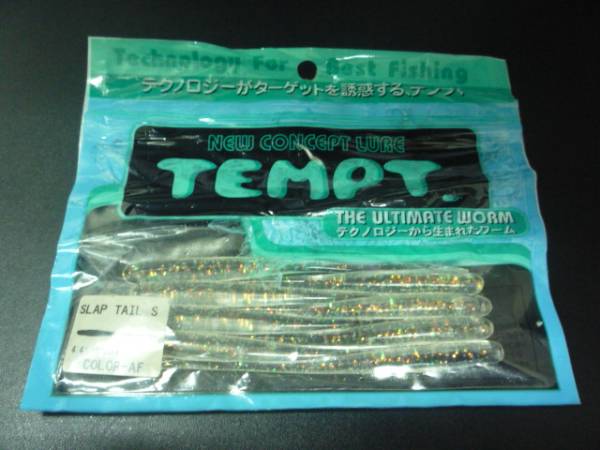 Technology For Best Fishing
テクノロジーがターゲットを誘惑する、テンプト
NEW CONCEPT LURE
TEMPT.
THE ULTIMATE WORM
テクノロジーから生まれたワーム
SLAP TAIL S
COLOR-AF